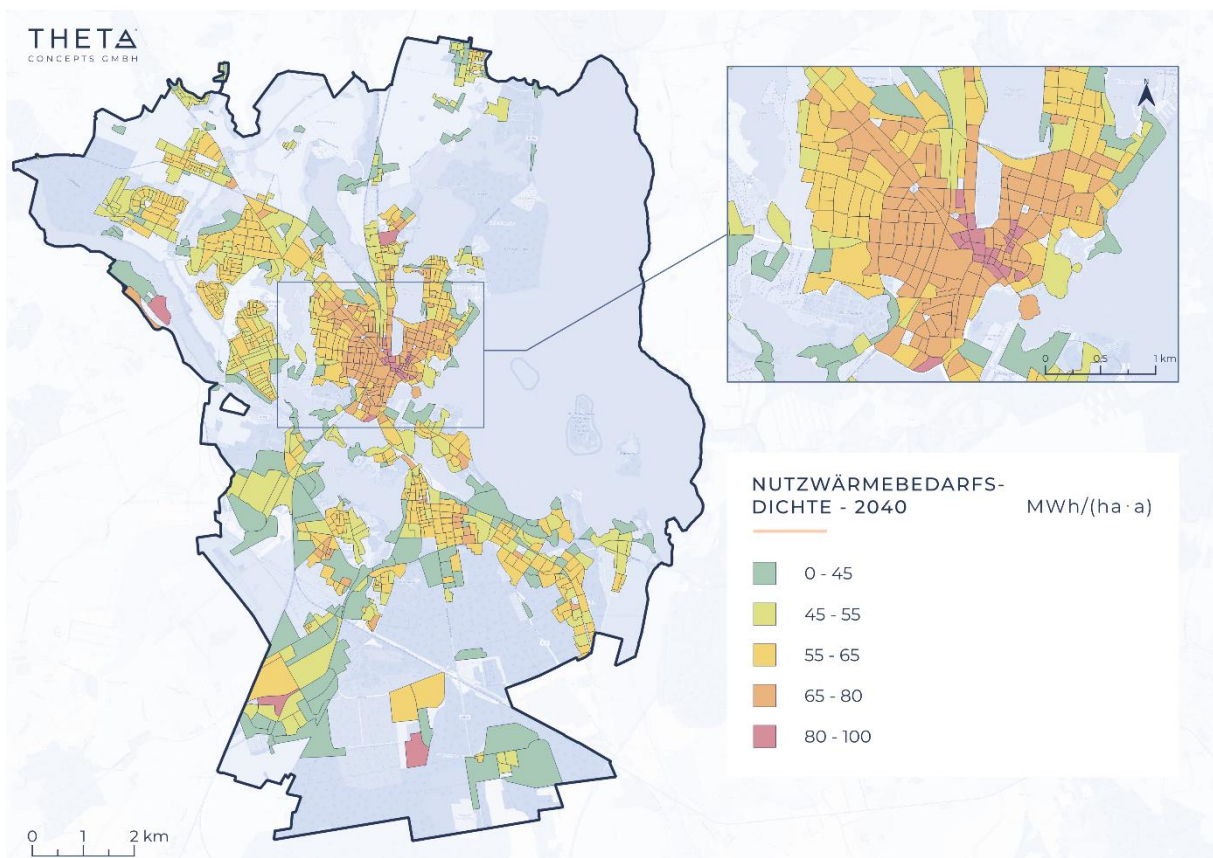 THETA
CONCEPTS GMBH
N
0 0.5 1 km
NUTZWÄRMEBEDARFS-
DICHTE - 2040 MWh/(ha·a)
0 - 45
45 - 55
55 - 65
65 - 80
80 - 100
0 1 2 km